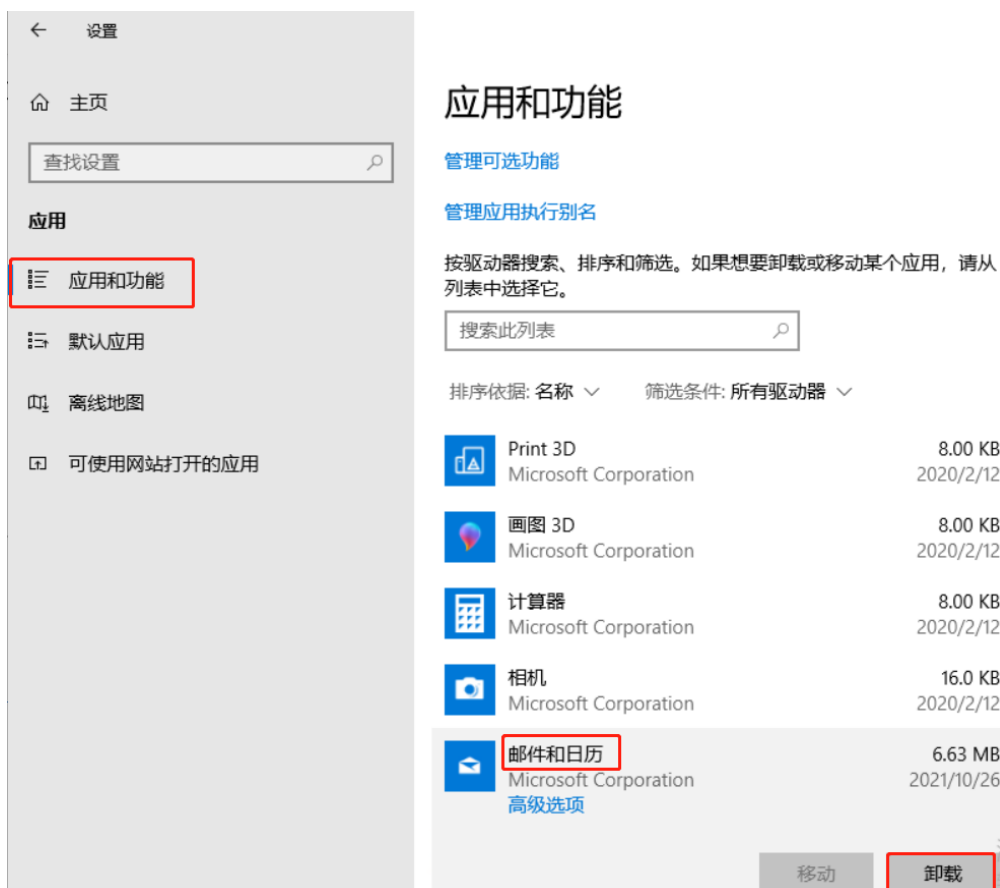 设置
主页
查找设置
应用
应用和功能
默认应用
离线地图
可使用网站打开的应用
应用和功能
管理可选功能
管理应用执行别名
按驱动器搜索、排序和筛选。如果想要卸载或移动某个应用，请从
列表中选择它。
搜索此列表
排序依据: 名称 筛选条件: 所有驱动器
Print 3D 8.00 KB
Microsoft Corporation 2020/2/12
画图 3D 8.00 KB
Microsoft Corporation 2020/2/12
计算器 8.00 KB
Microsoft Corporation 2020/2/12
相机 16.0 KB
Microsoft Corporation 2020/2/12
邮件和日历 6.63 MB
Microsoft Corporation 2021/10/26
高级选项
移动 卸载